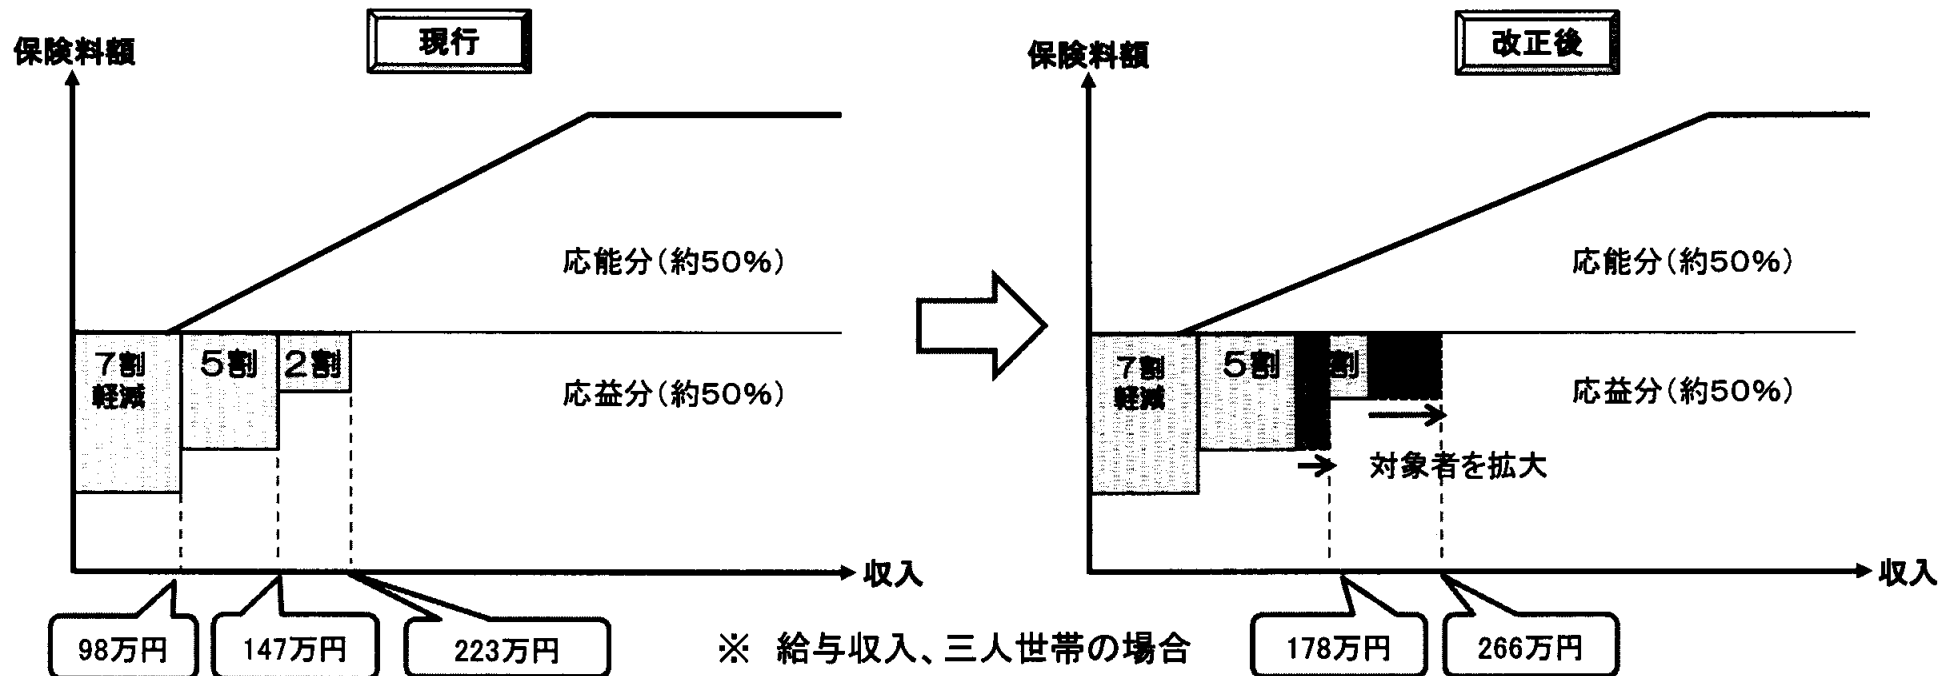 現行
保険料額
応能分(約50%)
7割
軽減
5割
2割
応益分(約50%)
収入
98万円
147万円
223万円
※ 給与収入、三人世帯の場合
改正後
保険料額
応能分(約50%)
7割
軽減
5割
割
応益分(約50%)
対象者を拡大
収入
178万円
266万円